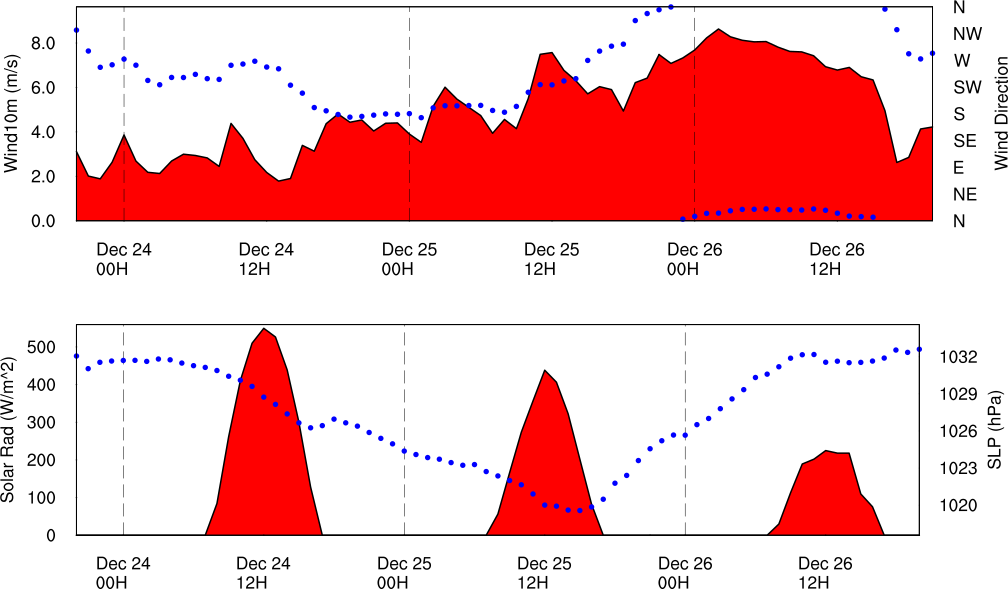 N
8.0
NW
W
6.0
SW
S
4.0
SE
E
2.0
NE
0.0
N
Wind10m (m/s)
Wind Direction
Dec 24 Dec 24 Dec 25 Dec 25 Dec 26 Dec 26
00H 12H 00H 12H 00H 12H
500
1032
400
1029
300
1026
200
1023
100
1020
0
Solar Rad (W/m^2)
SLP (hPa)
Dec 24 Dec 24 Dec 25 Dec 25 Dec 26 Dec 26
00H 12H 00H 12H 00H 12H